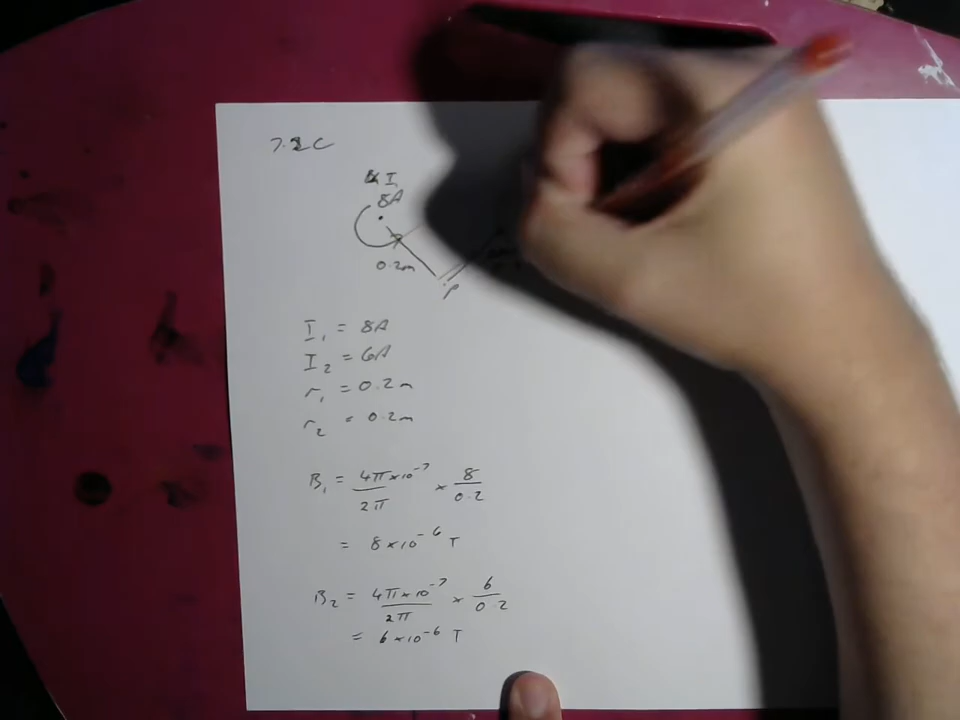 7.2C
I₁
8A
0.2m
P
I₁ = 8A
I₂ = 6A
r₁ = 0.2m
r₂ = 0.2m
B₁ = 4π×10⁻⁷/2π × 8/0.2
= 8×10⁻⁶ T
B₂ = 4π×10⁻⁷/2π × 6/0.2
= 6×10⁻⁶ T